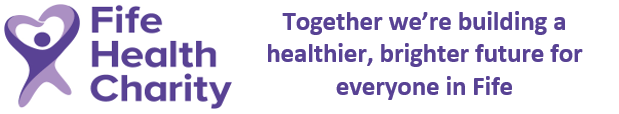 Fife
Health
Charity
Together we’re building a
healthier, brighter future for
everyone in Fife